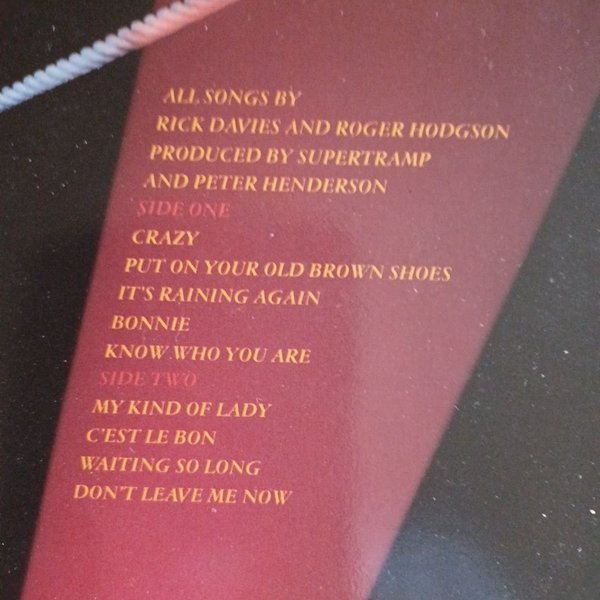 ALL SONGS BY
RICK DAVIES AND ROGER HODGSON
PRODUCED BY SUPERTRAMP
AND PETER HENDERSON
SIDE ONE
CRAZY
PUT ON YOUR OLD BROWN SHOES
IT'S RAINING AGAIN
BONNIE
KNOW WHO YOU ARE
SIDE TWO
MY KIND OF LADY
C'EST LE BON
WAITING SO LONG
DON'T LEAVE ME NOW